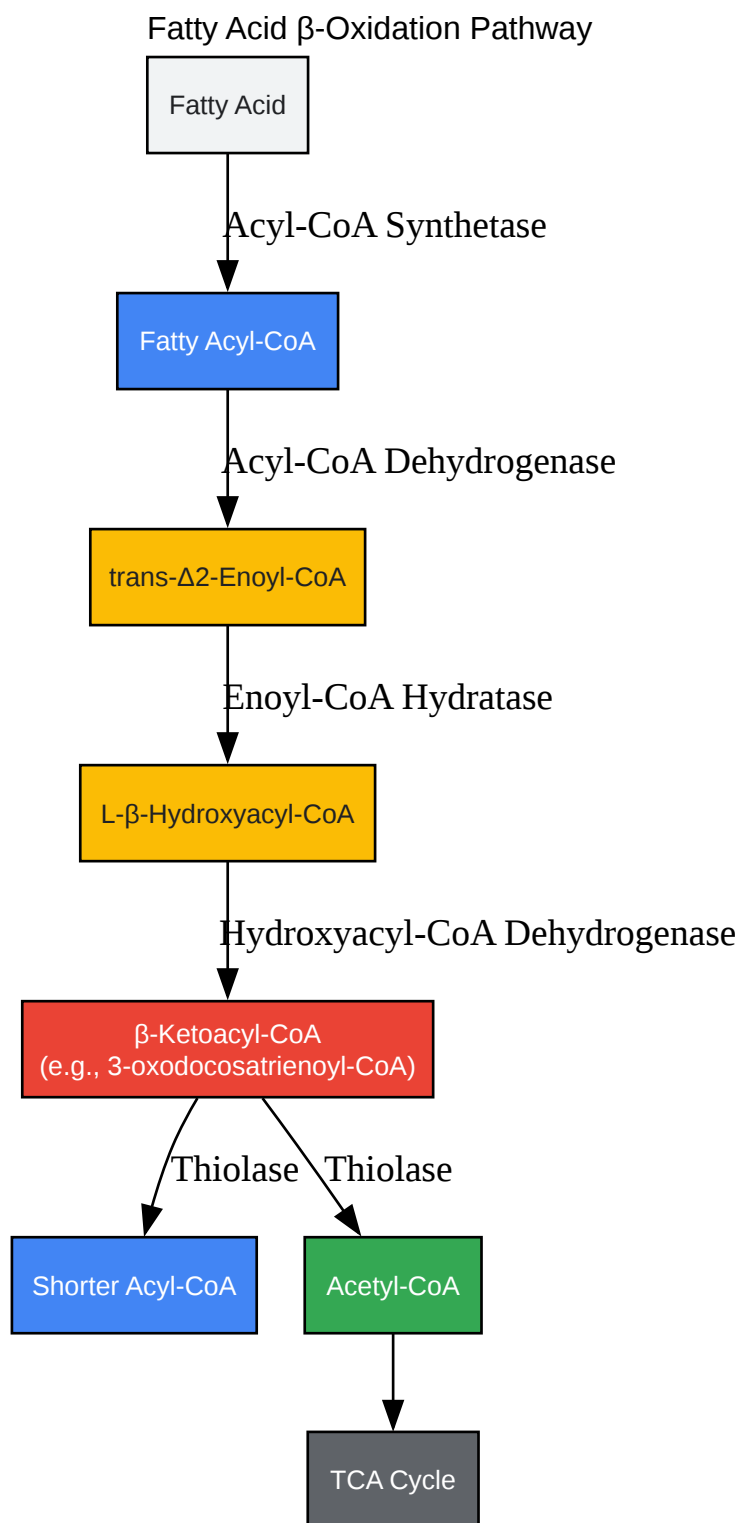 Fatty Acid β-Oxidation Pathway
Fatty Acid
Acyl-CoA Synthetase
Fatty Acyl-CoA
Acyl-CoA Dehydrogenase
trans-Δ2-Enoyl-CoA
Enoyl-CoA Hydratase
L-β-Hydroxyacyl-CoA
Hydroxyacyl-CoA Dehydrogenase
β-Ketoacyl-CoA
(e.g., 3-oxodocosatrienoyl-CoA)
Thiolase
Thiolase
Shorter Acyl-CoA
Acetyl-CoA
TCA Cycle